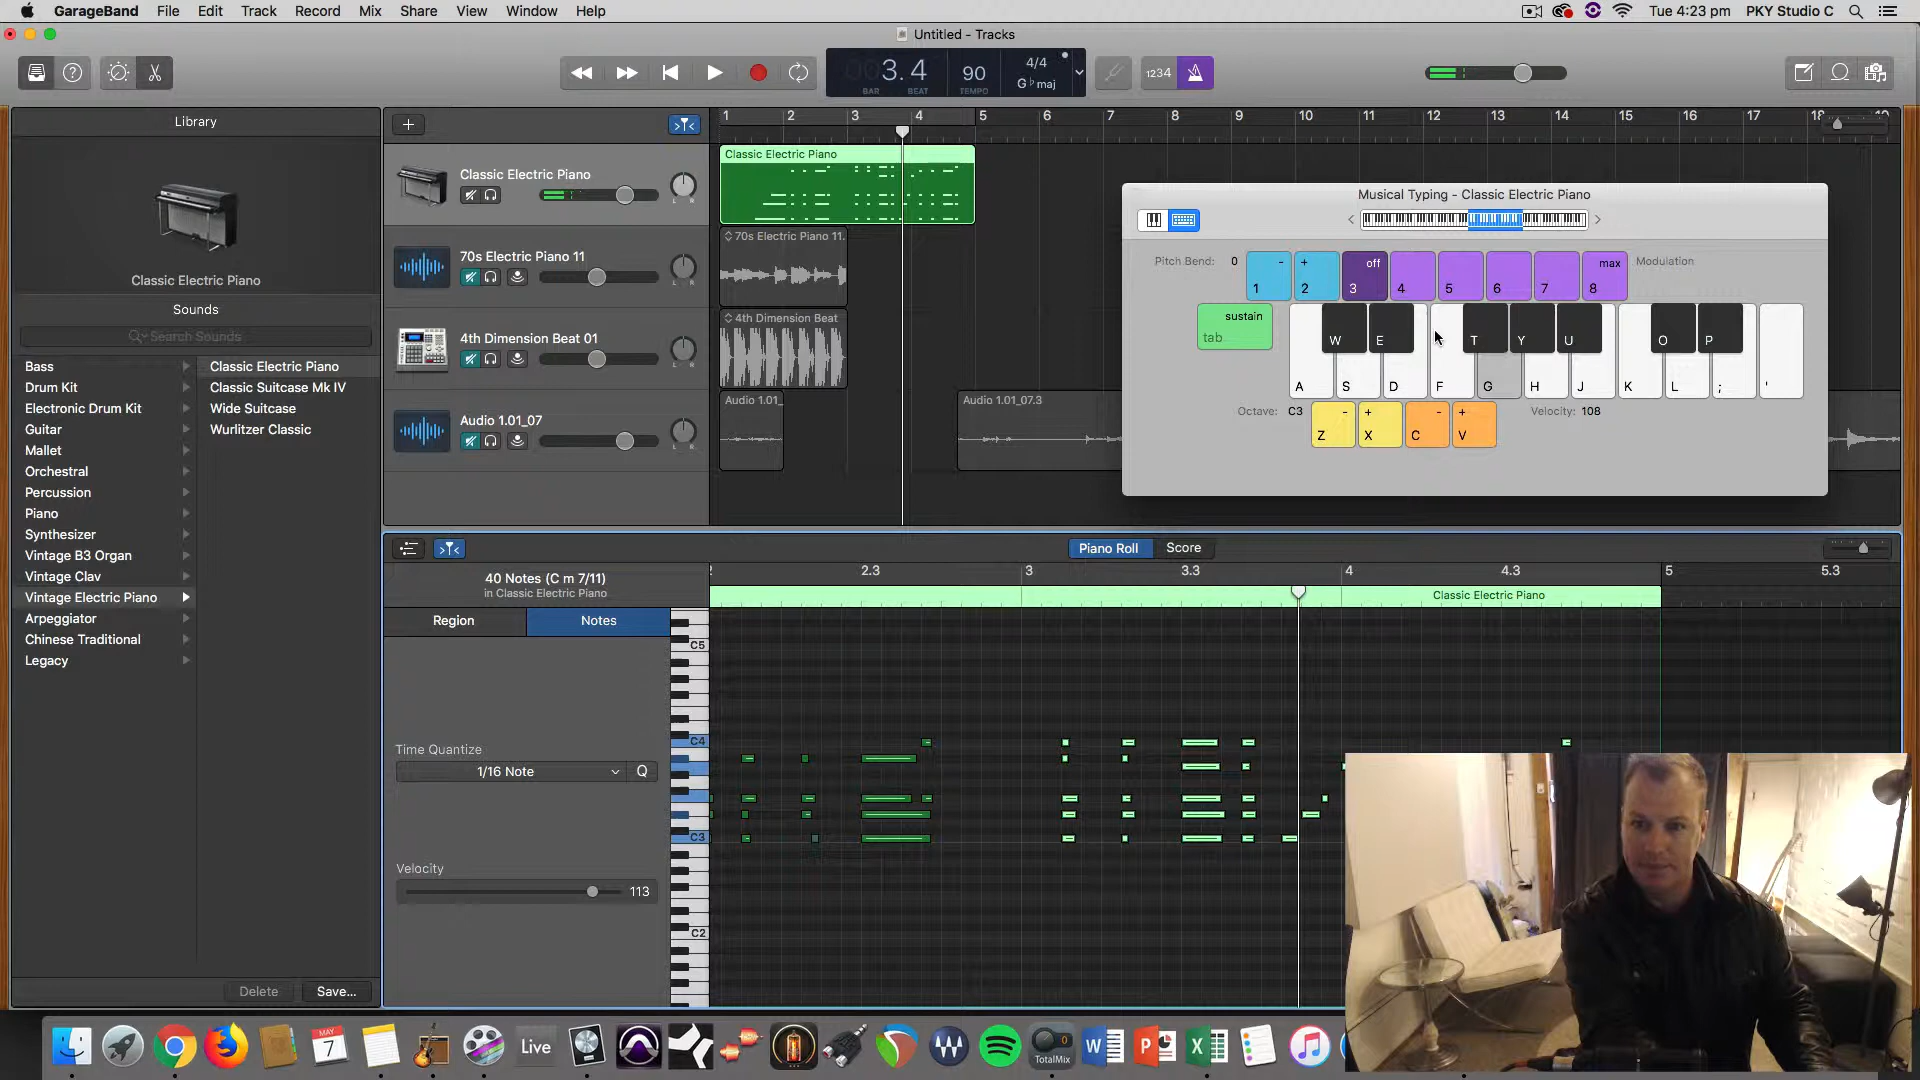 GarageBand File Edit Track Record Mix Share View Window Help
Tue 4:23 pm PKY Studio C
Untitled - Tracks
3.4 90 4/4
BAR BEAT TEMPO G♭maj
1234
Library
Classic Electric Piano
Sounds
Search Sounds
Bass
Drum Kit
Electronic Drum Kit
Guitar
Mallet
Orchestral
Percussion
Piano
Synthesizer
Vintage B3 Organ
Vintage Clav
Vintage Electric Piano
Arpeggiator
Chinese Traditional
Legacy
Classic Electric Piano
Classic Suitcase Mk IV
Wide Suitcase
Wurlitzer Classic
Delete Save...
1 2 3 4 5 6 7 8 9 10 11 12 13 14 15 16 17 18
Classic Electric Piano
L R
70s Electric Piano 11
L R
4th Dimension Beat 01
L R
Audio 1.01_07
L R
Classic Electric Piano
70s Electric Piano 11.
4th Dimension Beat
Audio 1.01_
Audio 1.01_07.3
Musical Typing - Classic Electric Piano
Pitch Bend: 0 - + off max Modulation
1 2 3 4 5 6 7 8
sustain
tab
W E T Y U O P
A S D F G H J K L ; '
Octave: C3 - + - + Velocity: 108
Z X C V
Piano Roll Score
40 Notes (C m 7/11)
in Classic Electric Piano
Region Notes
Time Quantize
1/16 Note Q
Velocity
113
2.3 3 3.3 4 4.3 5 5.3
Classic Electric Piano
C5
C4
C3
C2
MAY
7
Live
TotalMix
W P X